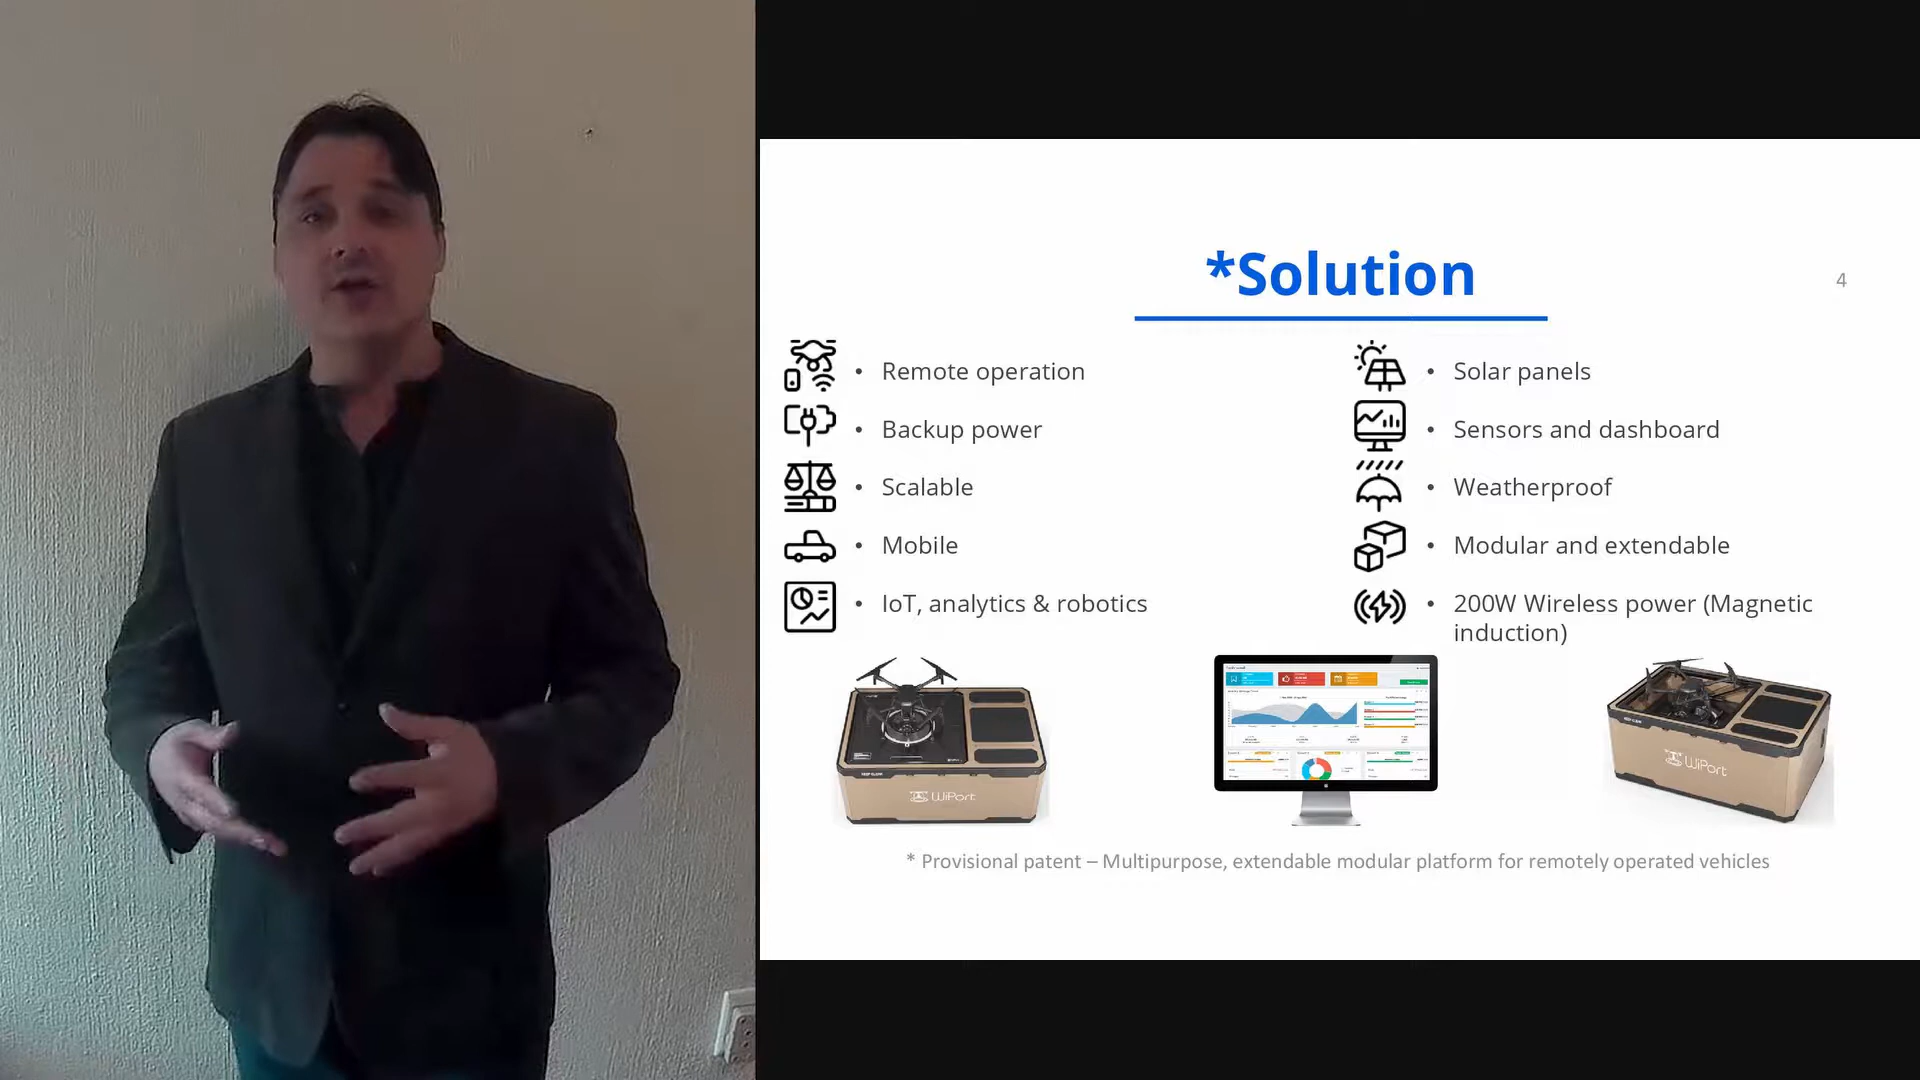 *Solution
4
• Remote operation
• Backup power
• Scalable
• Mobile
• IoT, analytics & robotics
• Solar panels
• Sensors and dashboard
• Weatherproof
• Modular and extendable
• 200W Wireless power (Magnetic
induction)
WiPort
WiPort
* Provisional patent – Multipurpose, extendable modular platform for remotely operated vehicles